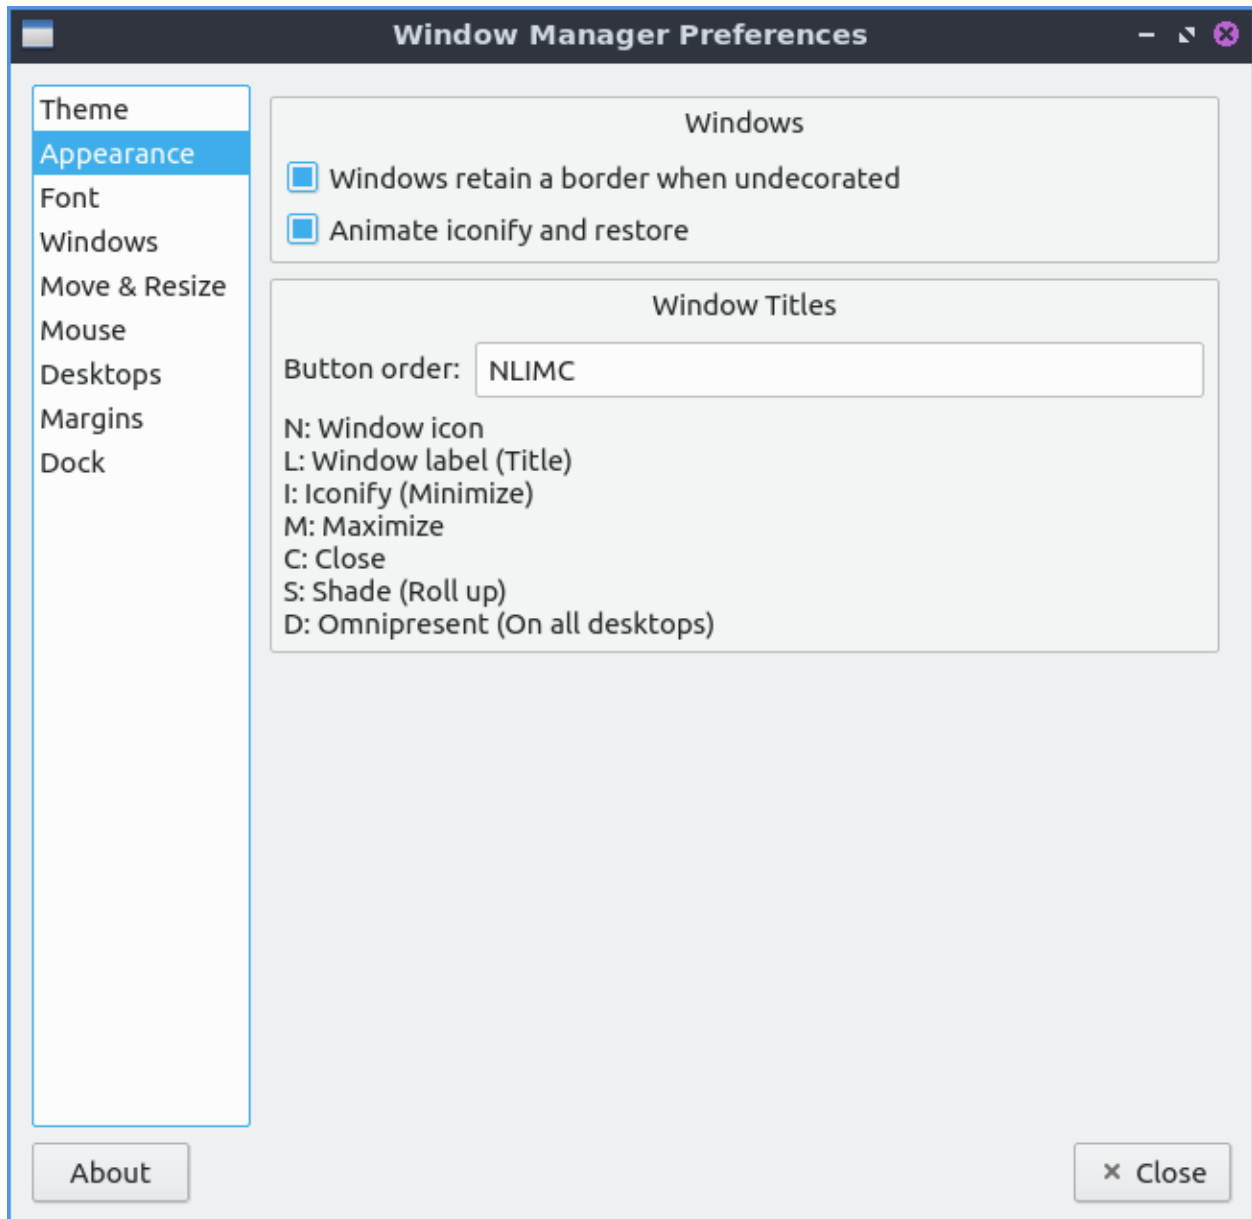 Window Manager Preferences
Theme
Appearance
Font
Windows
Move & Resize
Mouse
Desktops
Margins
Dock
Windows
Windows retain a border when undecorated
Animate iconify and restore
Window Titles
Button order: NLIMC
N: Window icon
L: Window label (Title)
I: Iconify (Minimize)
M: Maximize
C: Close
S: Shade (Roll up)
D: Omnipresent (On all desktops)
About
Close